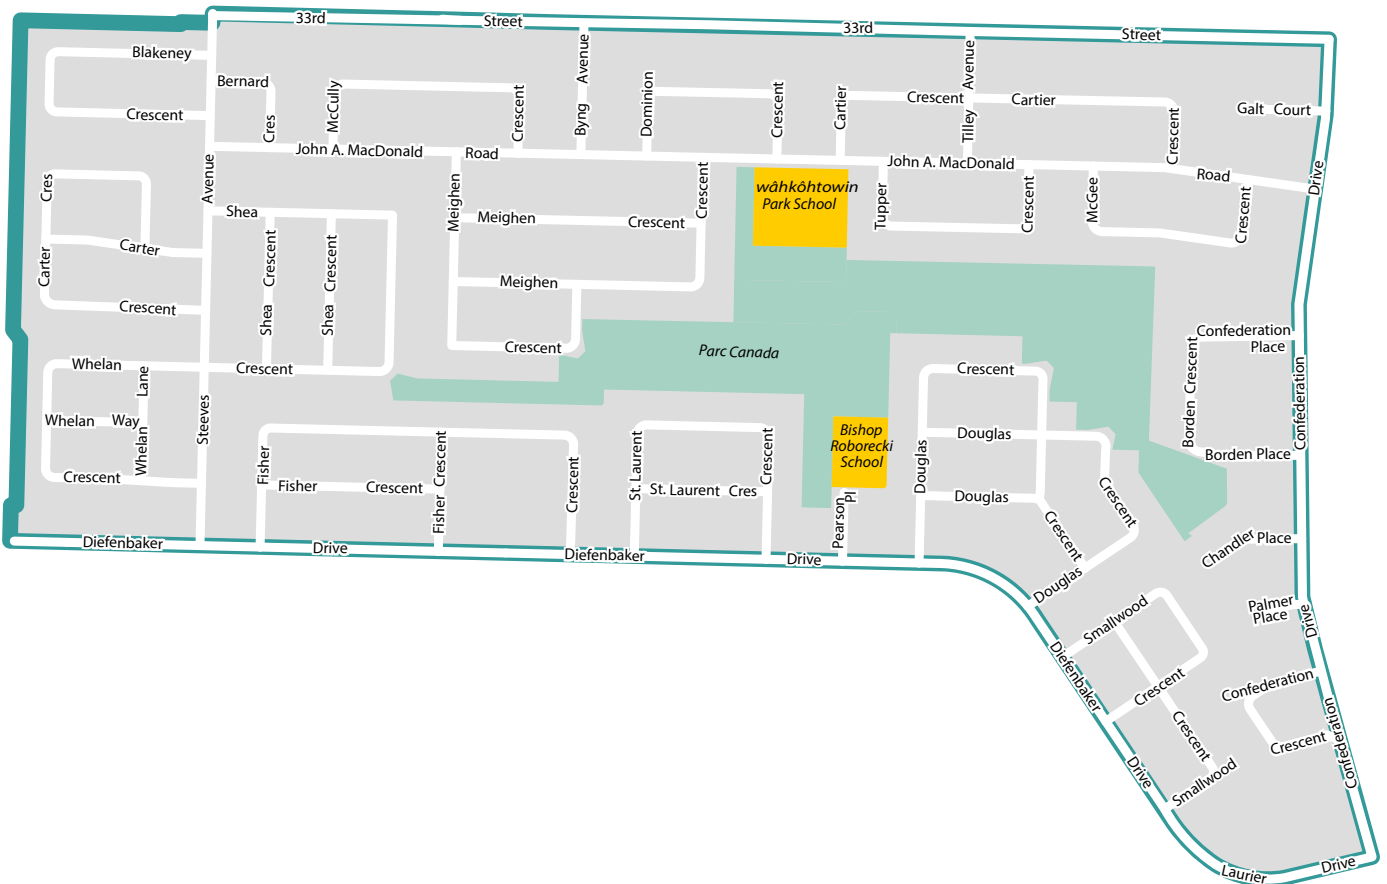 33rd
Street
33rd
Street
Blakeney
Crescent
Bernard
Cres
McCully
Crescent
Byng
Avenue
Dominion
Crescent
Cartier
Crescent
Tilley
Avenue
Cartier
Crescent
Galt Court
John A. MacDonald
Road
John A. MacDonald
Road
Drive
Avenue
Cres
Carter
Carter
Crescent
Shea
Shea
Crescent
Shea
Crescent
Crescent
Meighen
Meighen
Crescent
Crescent
Meighen
Crescent
wâhkôhtowin
Park School
Tupper
Crescent
McGee
Crescent
Parc Canada
Confederation
Place
Borden Crescent
Borden Place
Confederation
Whelan
Lane
Whelan
Whelan Way
Crescent
Steeves
Fisher
Fisher
Crescent
Fisher
Crescent
Crescent
St. Laurent
St. Laurent Cres
Crescent
Bishop
Roborecki
School
Pearson
Pl
Crescent
Douglas
Douglas
Douglas
Crescent
Crescent
Douglas
Diefenbaker
Drive
Diefenbaker
Drive
Chandler Place
Palmer
Place
Drive
Smallwood
Crescent
Crescent
Smallwood
Diefenbaker
Drive
Confederation
Crescent
Confederation
Laurier
Drive